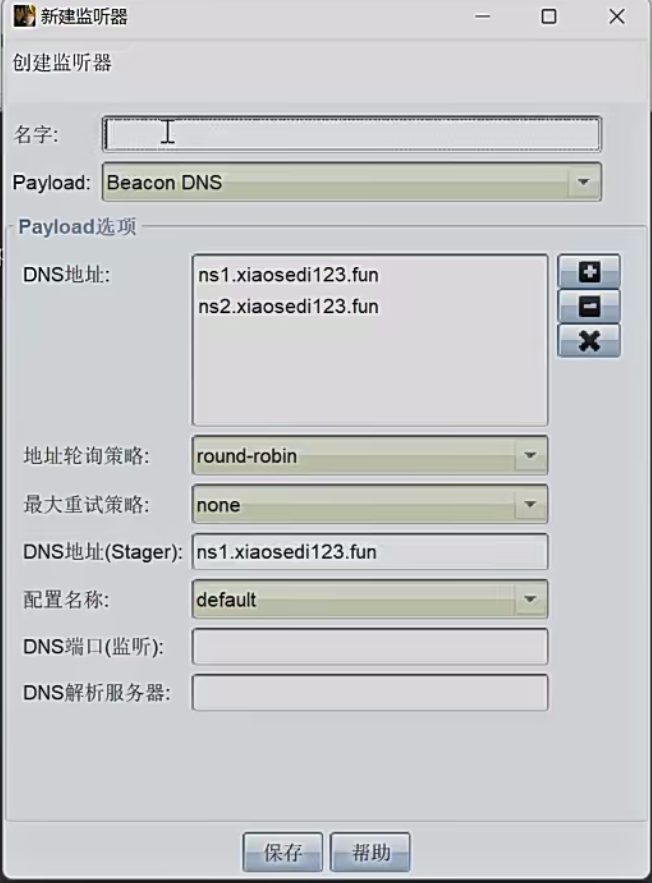 新建监听器
创建监听器
名字:
Payload: Beacon DNS
Payload选项
DNS地址: ns1.xiaosedi123.fun
ns2.xiaosedi123.fun
地址轮询策略: round-robin
最大重试策略: none
DNS地址(Stager): ns1.xiaosedi123.fun
配置名称: default
DNS端口(监听):
DNS解析服务器:
保存 帮助